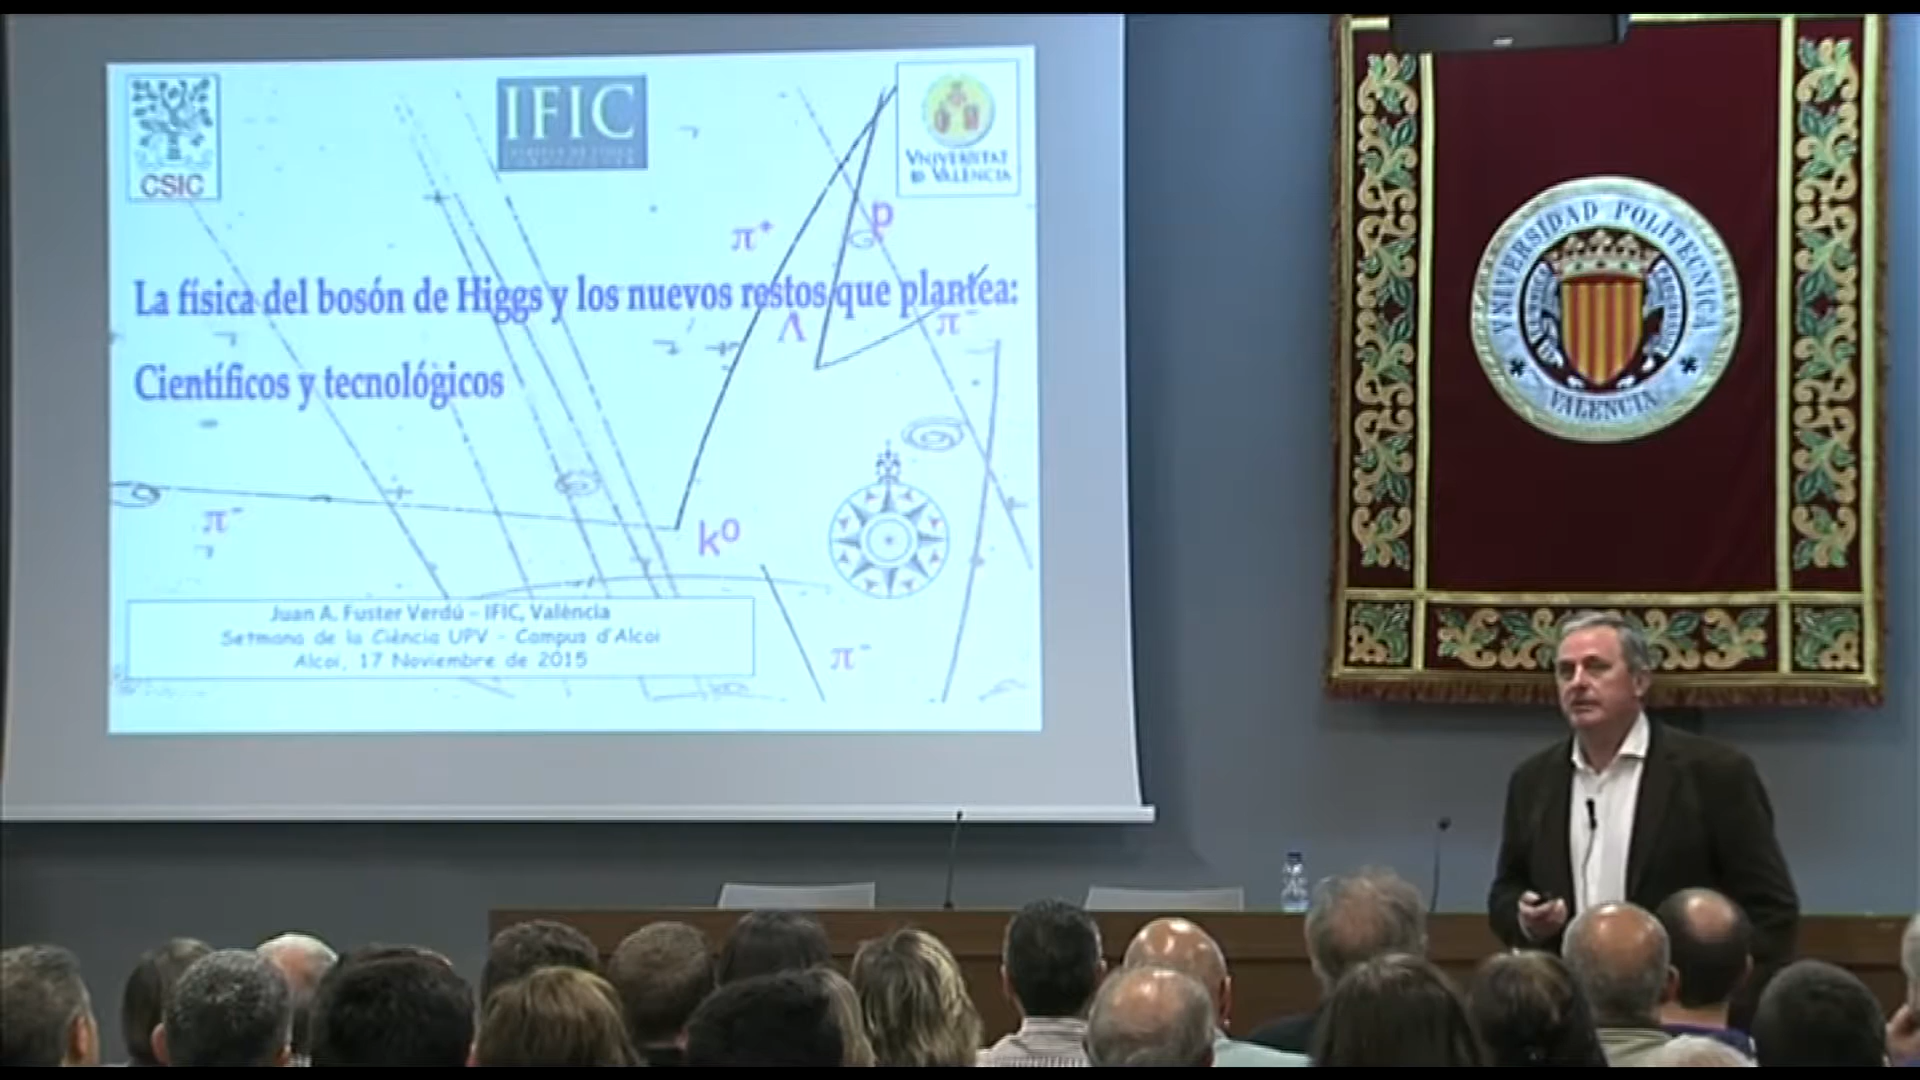 CSIC
IFIC
VNIVERSITAT
ID VALÈNCIA
π⁺
p
La física del bosón de Higgs y los nuevos restos que plantea:
Λ
π⁻
Científicos y tecnológicos
π⁻
k⁰
π⁻
Juan A. Fuster Verdú – IFIC, València
Setmana de la Ciència UPV - Campus d'Alcoi
Alcoi, 17 Noviembre de 2015
VNIVERSIDAD POLITECNICA
VALENCIA